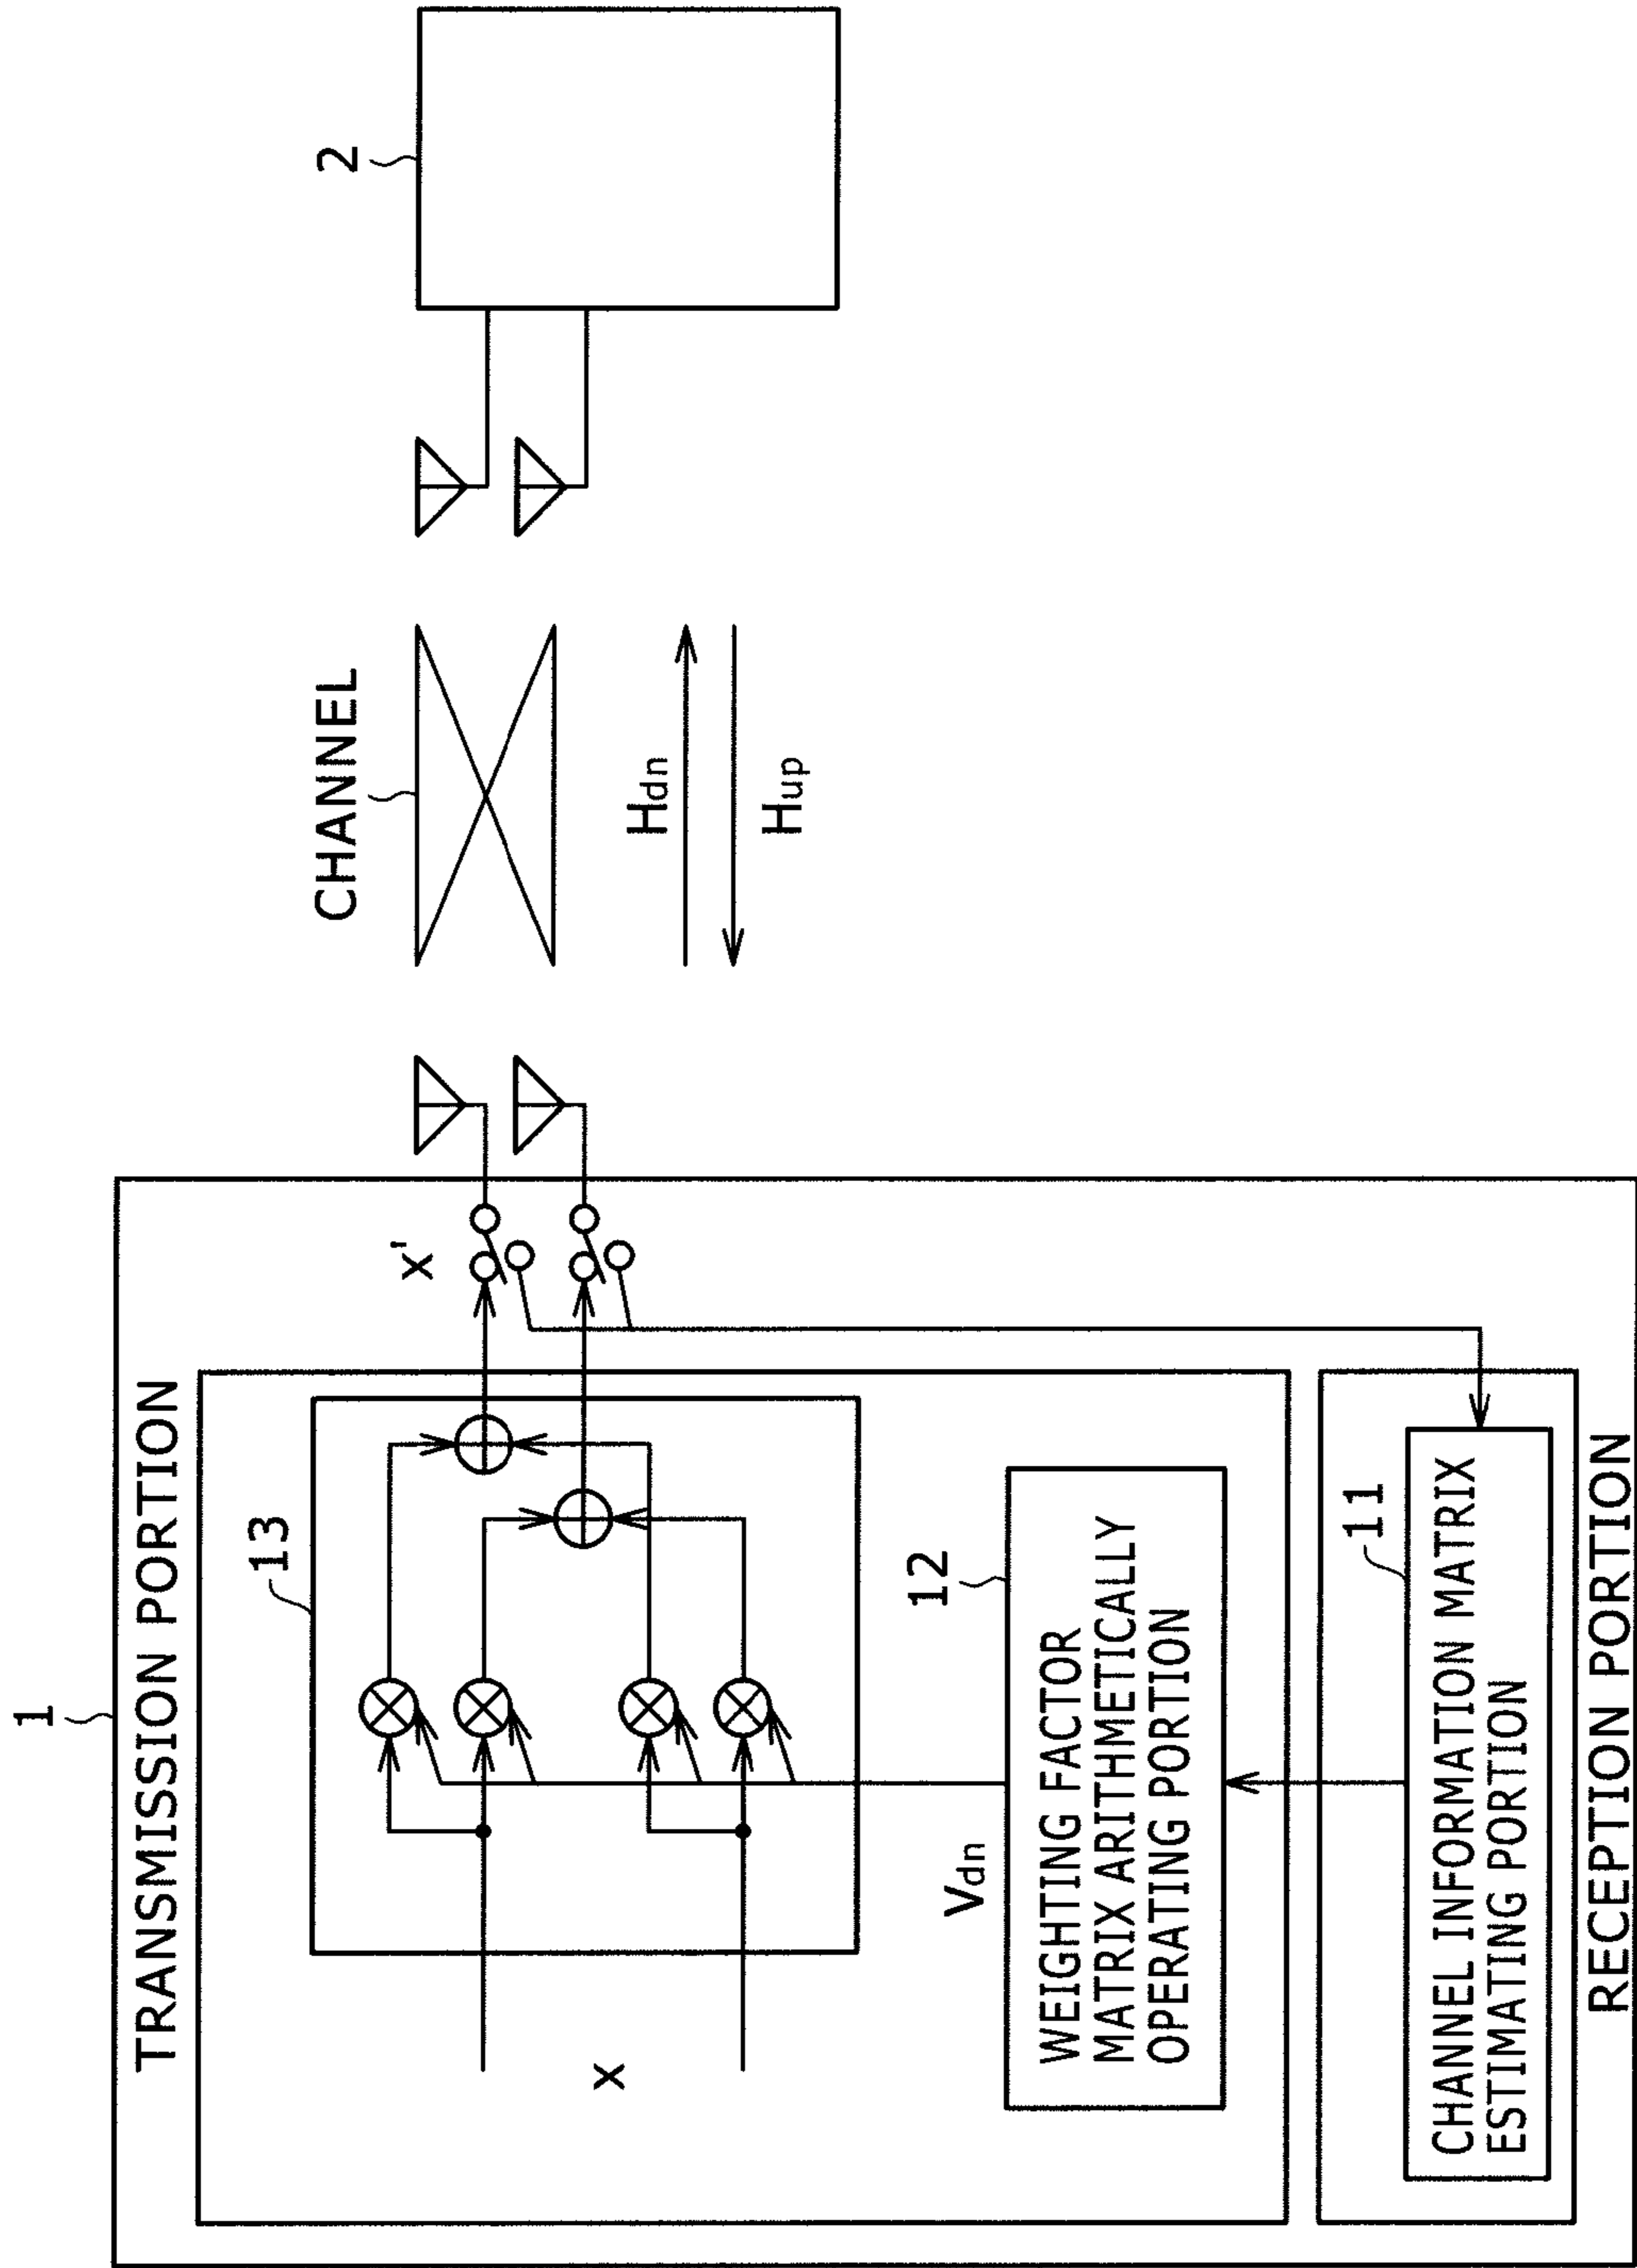 1
TRANSMISSION PORTION
13
x
x'
Vdn
12
WEIGHTING FACTOR
MATRIX ARITHMETICALLY
OPERATING PORTION
11
CHANNEL INFORMATION MATRIX
ESTIMATING PORTION
RECEPTION PORTION
CHANNEL
Hdn
Hup
2